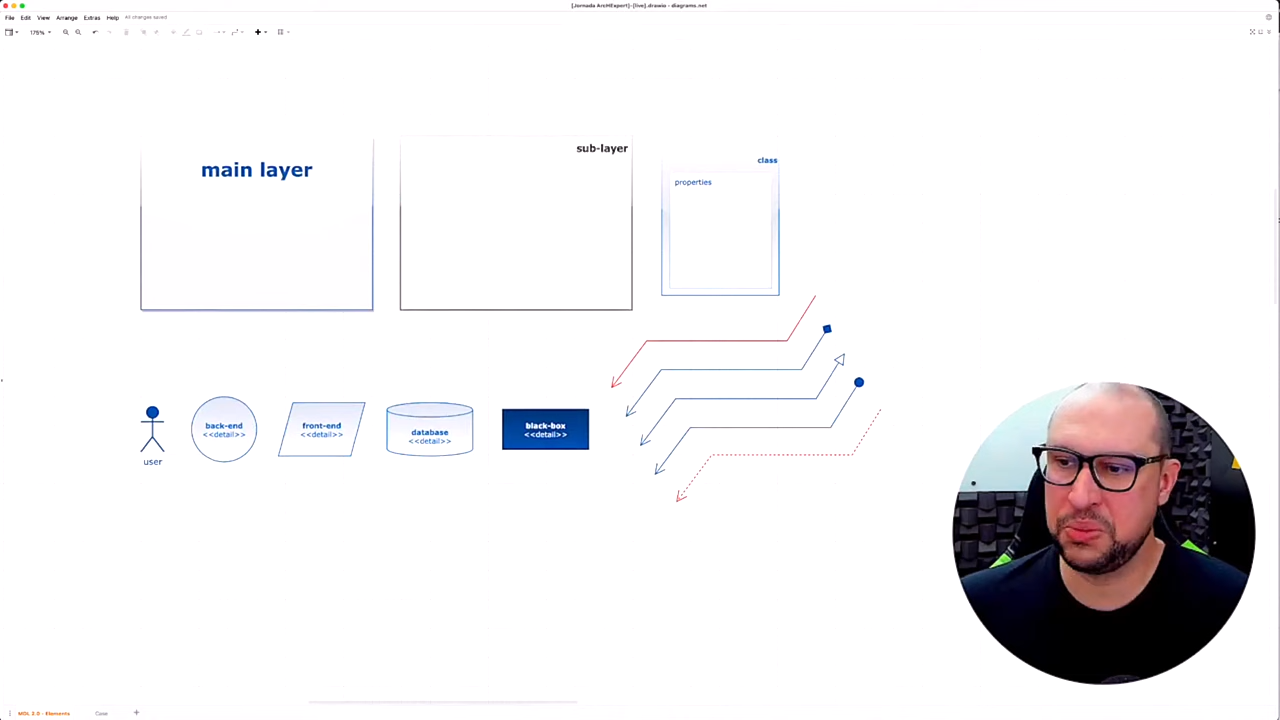 [Jornada ArcHExpert]-[live].drawio - diagrams.net
File Edit View Arrange Extras Help All changes saved
175%
main layer
sub-layer
class
properties
user
back-end
<<detail>>
front-end
<<detail>>
database
<<detail>>
black-box
<<detail>>
MDL 2.0 - Elements
Case